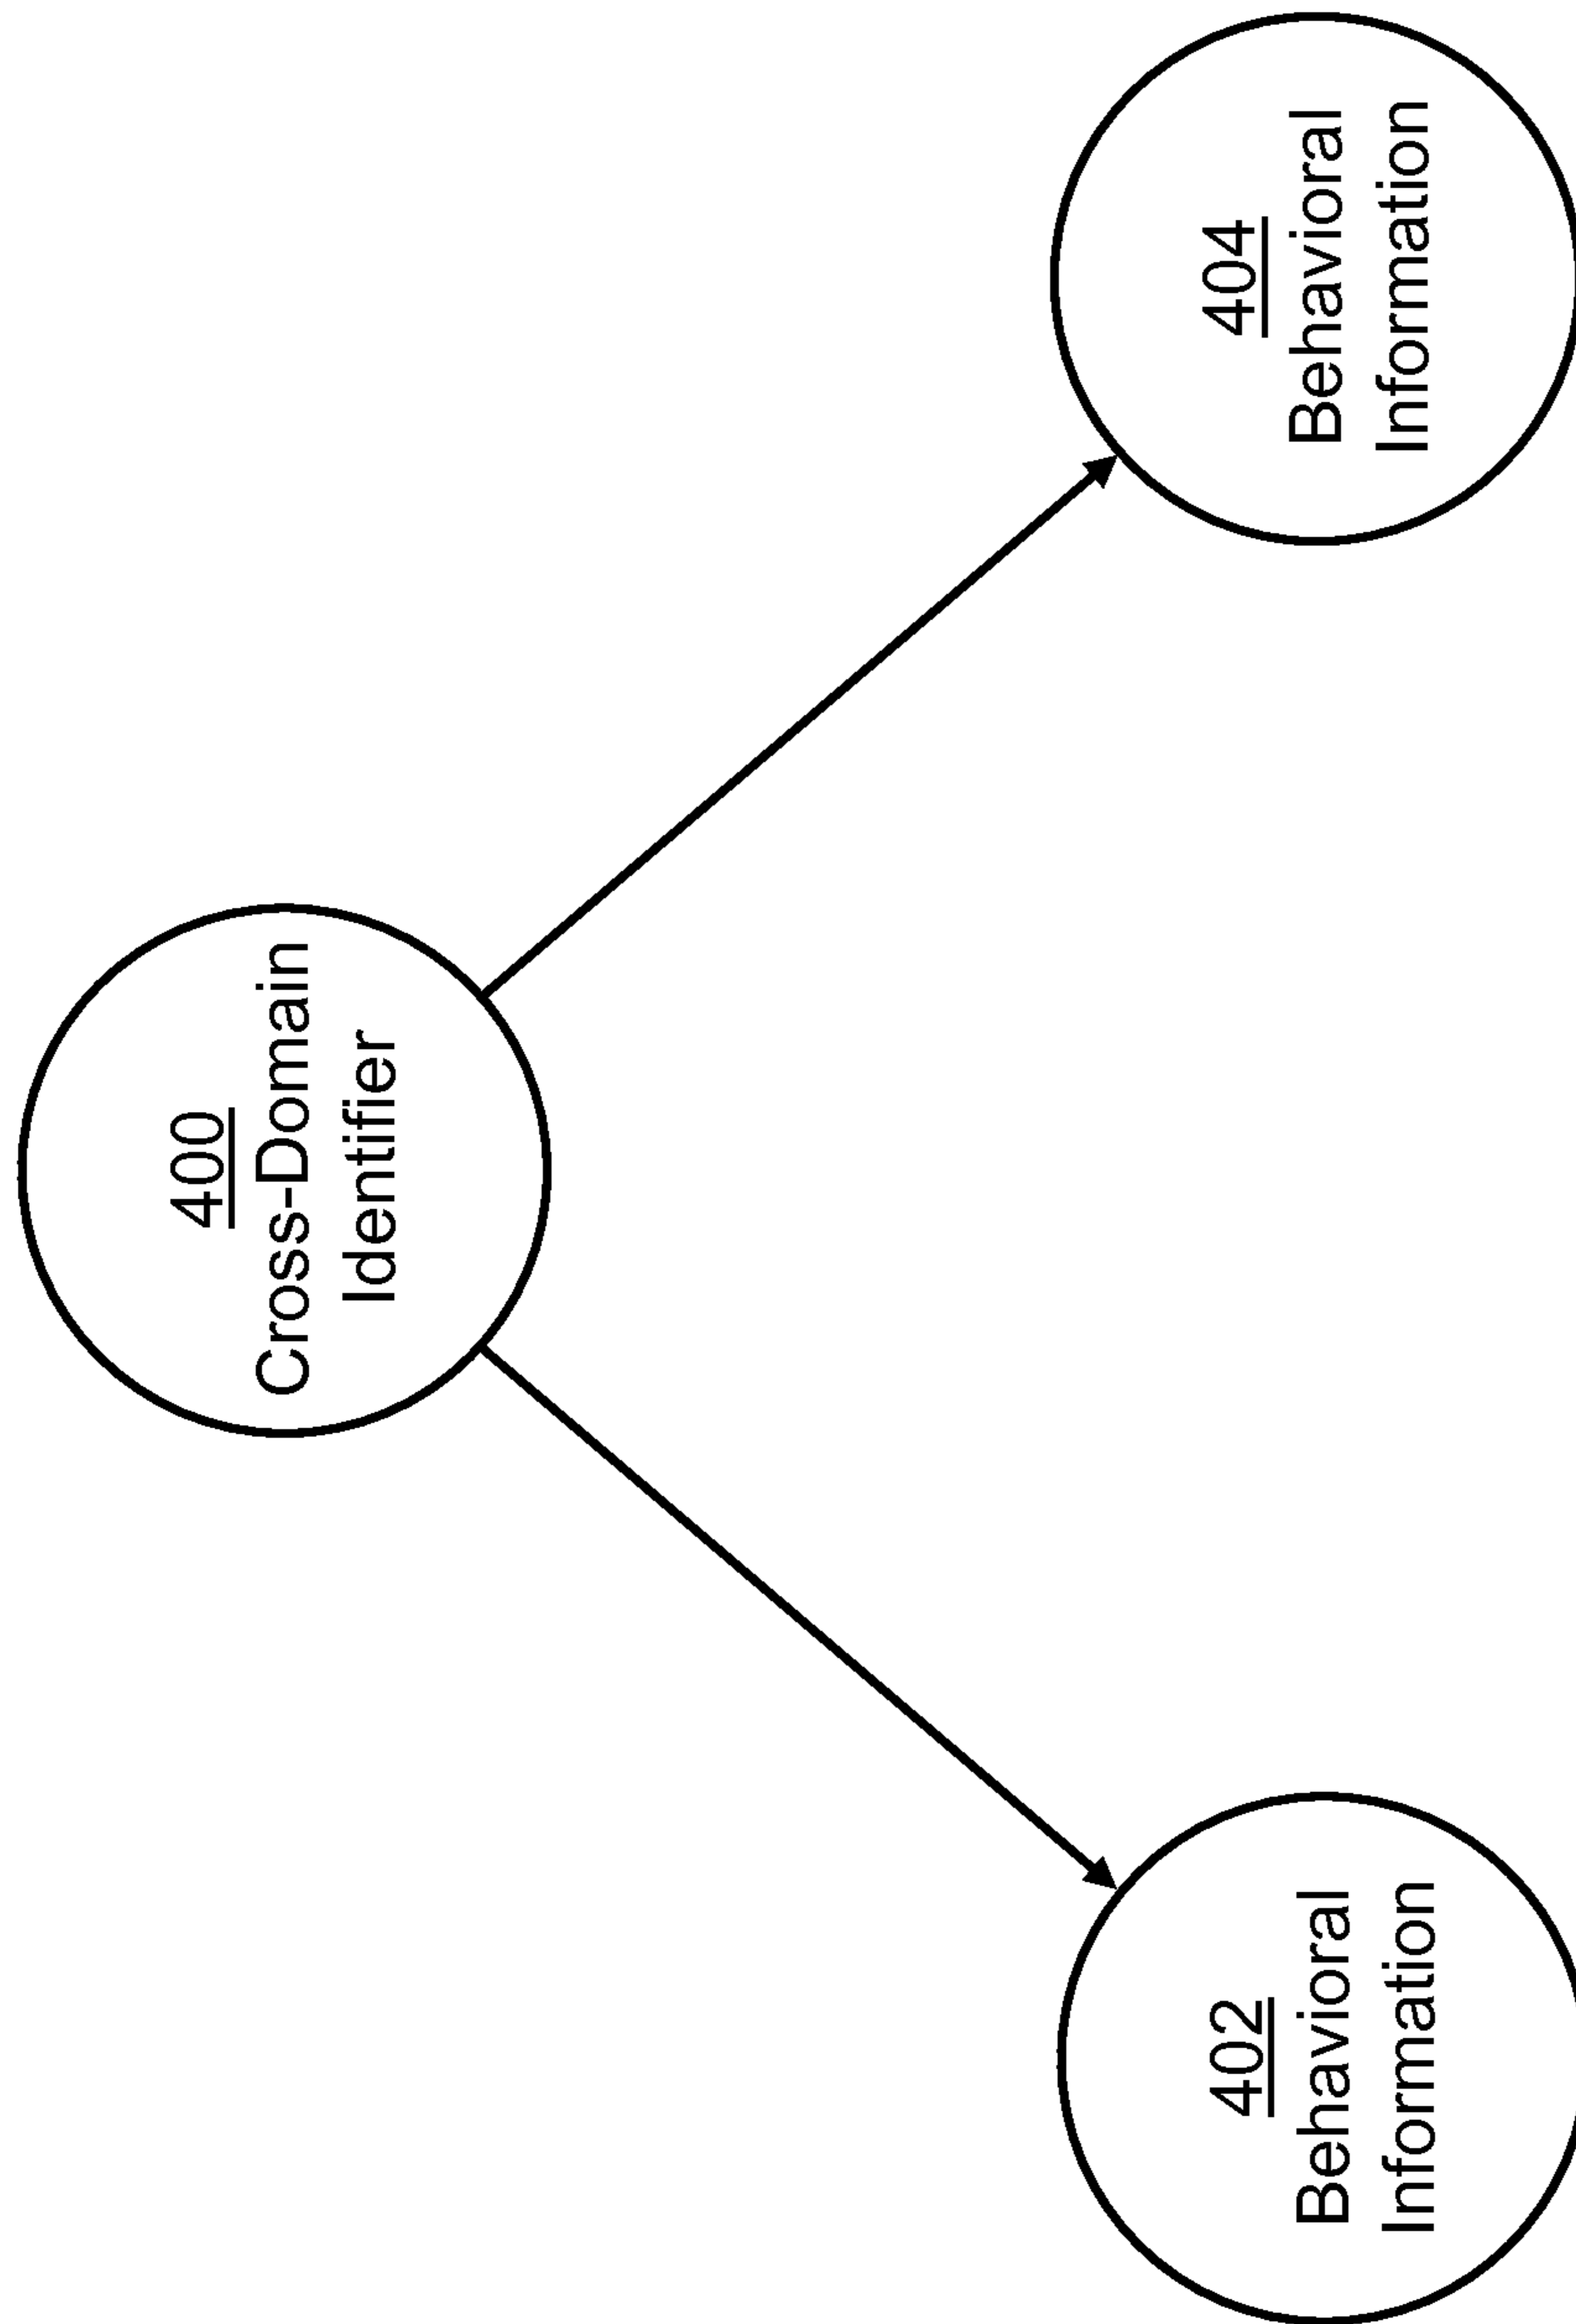 400
Cross-Domain
Identifier
402
Behavioral
Information
404
Behavioral
Information